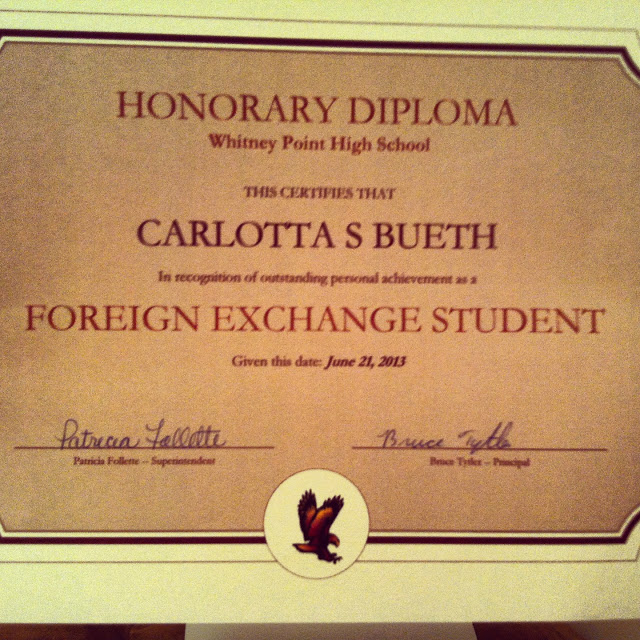 HONORARY DIPLOMA
Whitney Point High School
THIS CERTIFIES THAT
CARLOTTA S BUETH
In recognition of outstanding personal achievement as a
FOREIGN EXCHANGE STUDENT
Given this date: June 21, 2013
Patricia Follette Bruce Tytler
Patricia Follette -- Superintendent Bruce Tytler -- Principal